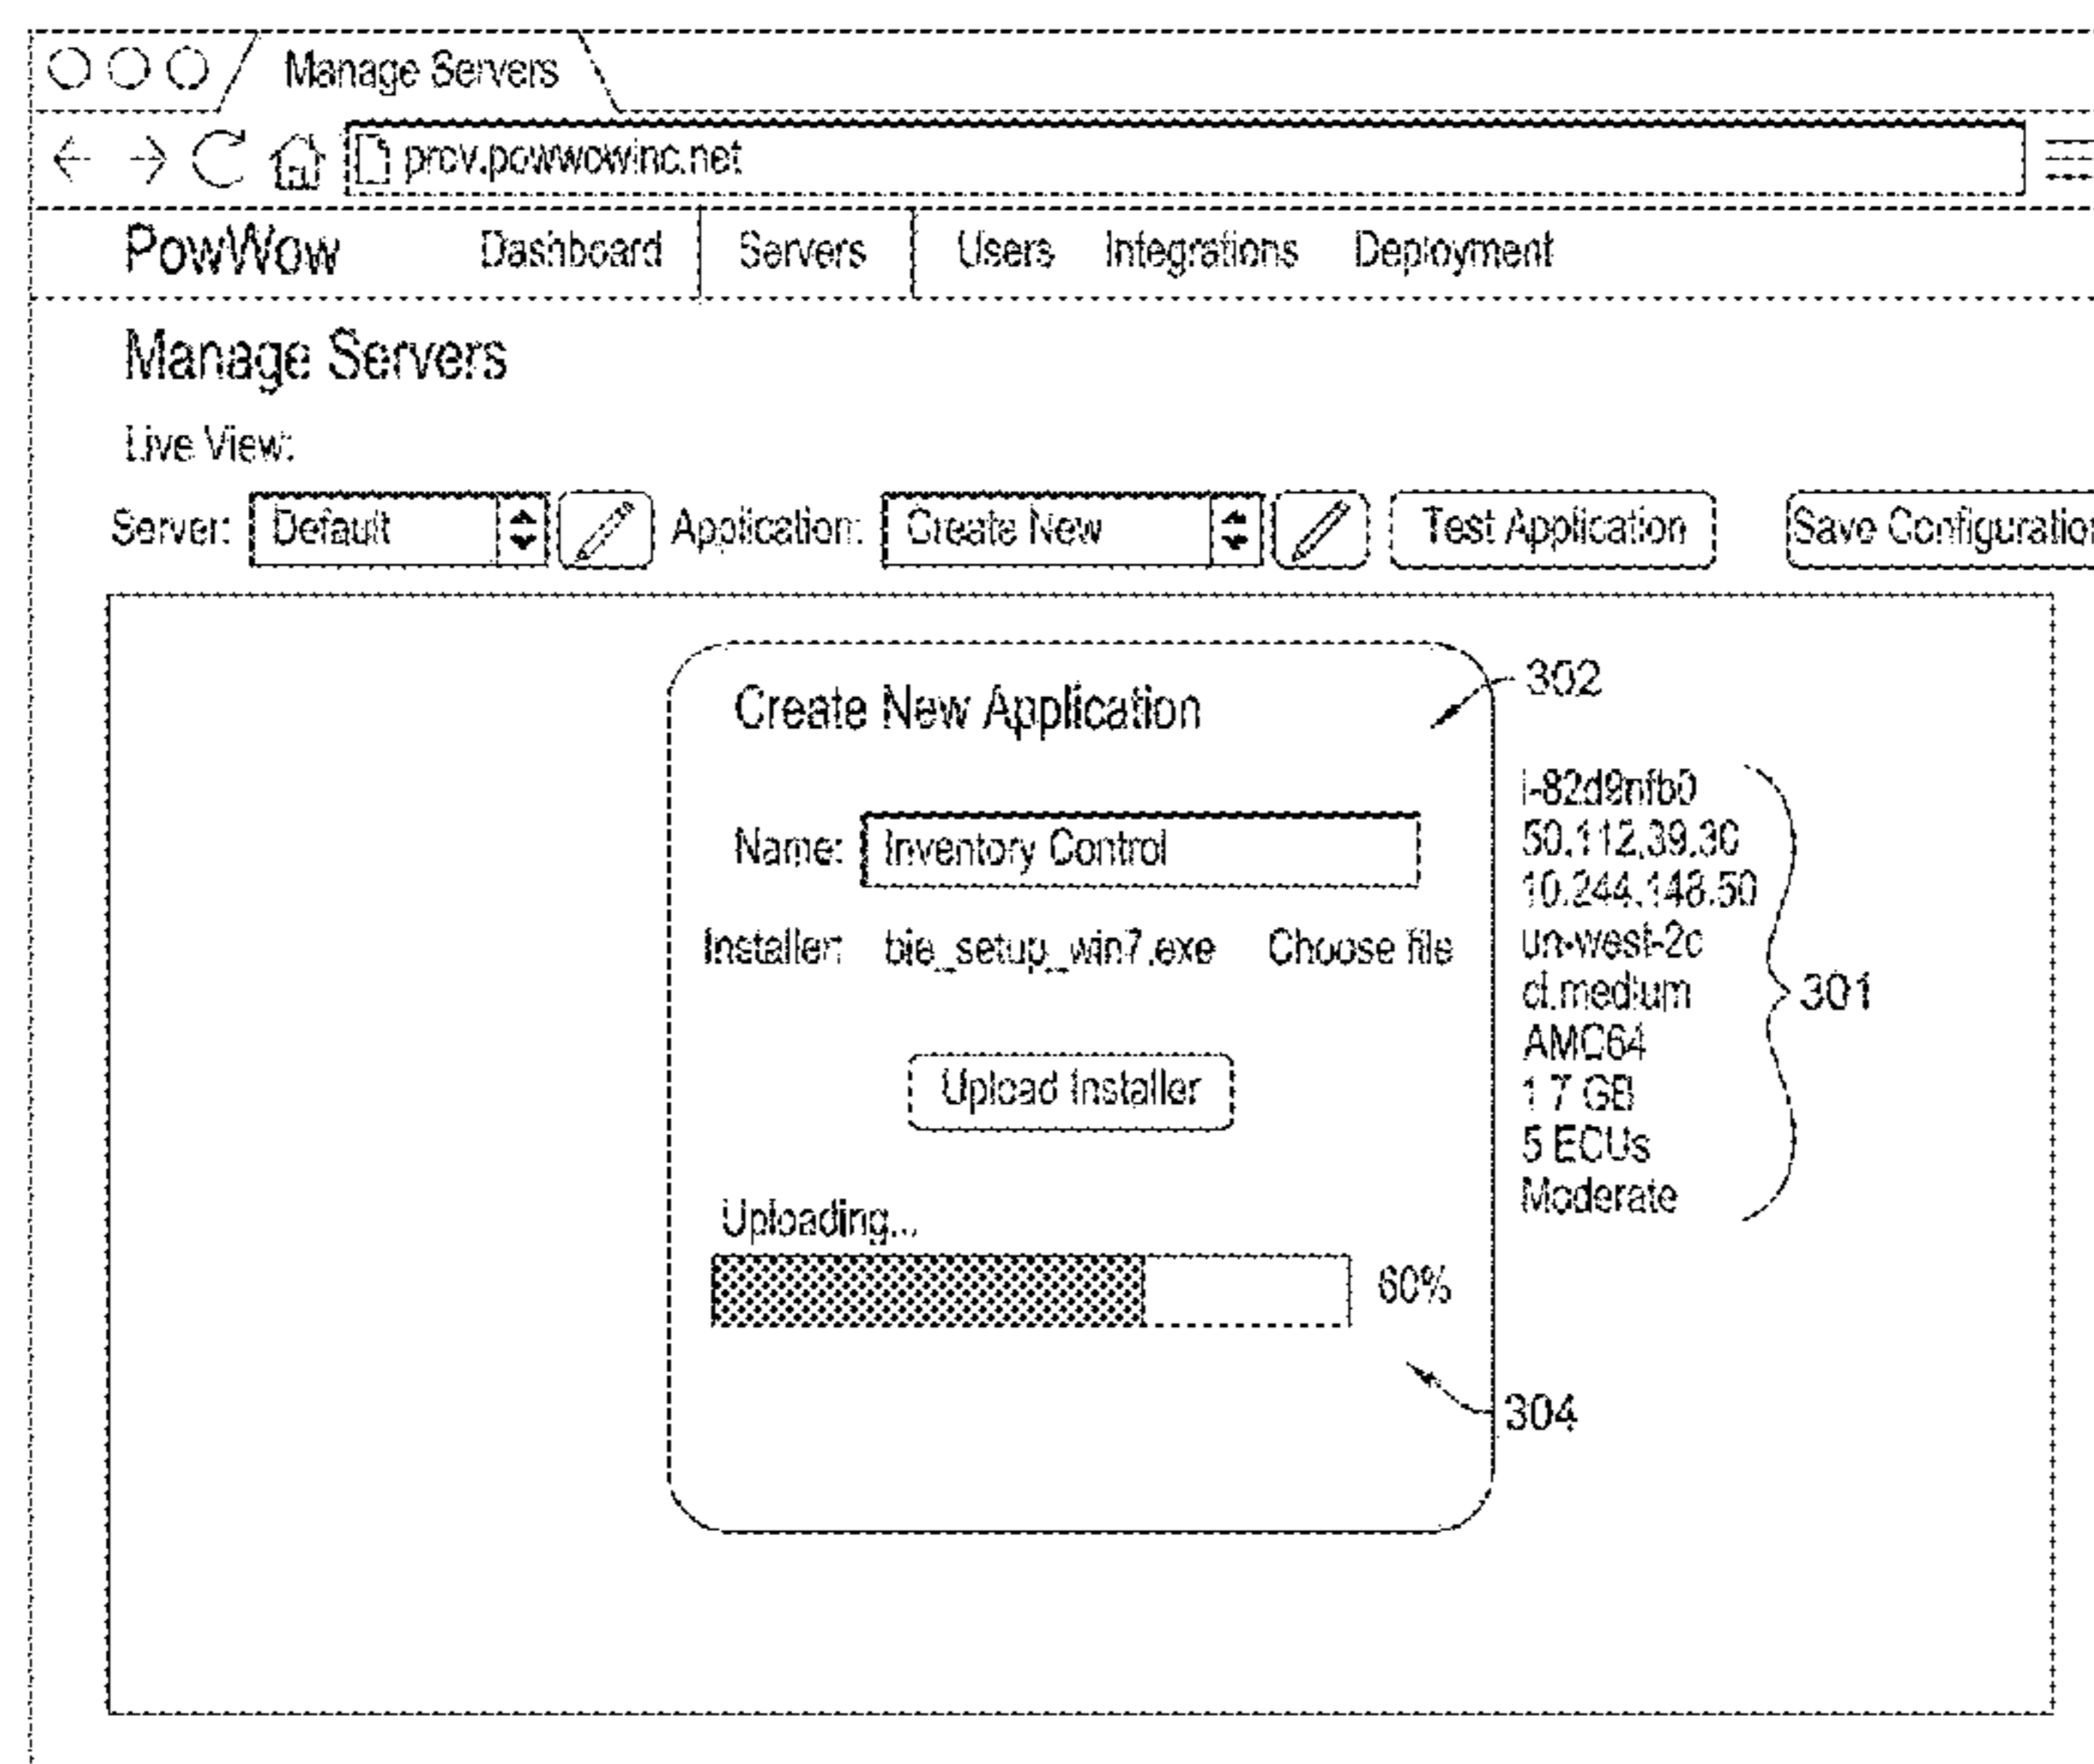 Manage Servers
prov.powwowinc.net
PowWow Dashboard Servers Users Integrations Deployment
Manage Servers
Live View:
Server: Default Application: Create New Test Application Save Configuration
Create New Application 302
i-82d9nfb0
Name: Inventory Control 50.112.39.30
10.244.148.50
Installer: bie_setup_win7.exe Choose file un-west-2c
cl.medium 301
AMC64
Upload Installer 1 7 GB
5 ECUs
Moderate
Uploading...
60%
304